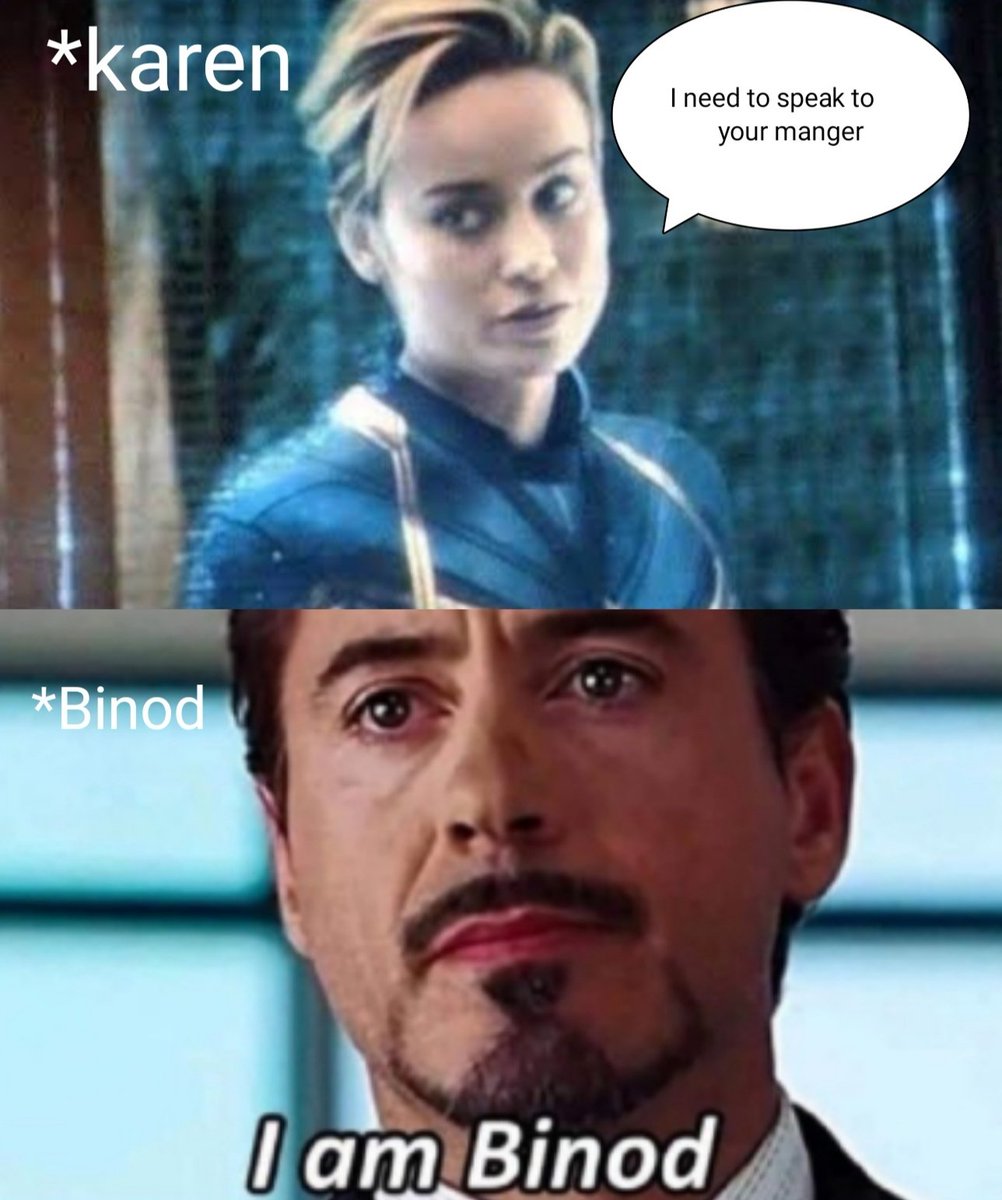 *karen
I need to speak to
your manger
*Binod
I am Binod